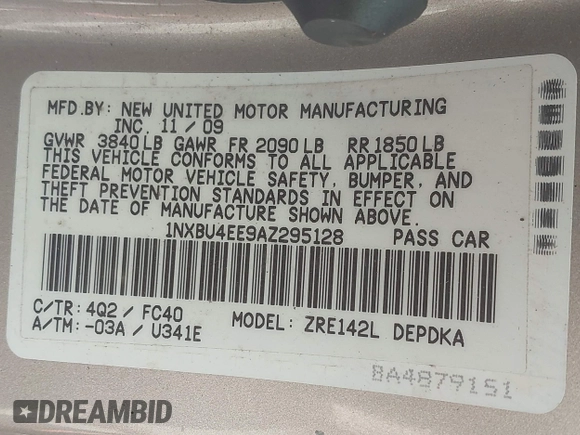 MFD.BY: NEW UNITED MOTOR MANUFACTURING
INC. 11 / 09
GVWR 3840 LB GAWR FR 2090 LB RR 1850 LB
THIS VEHICLE CONFORMS TO ALL APPLICABLE
FEDERAL MOTOR VEHICLE SAFETY, BUMPER, AND
THEFT PREVENTION STANDARDS IN EFFECT ON
THE DATE OF MANUFACTURE SHOWN ABOVE.
1NXBU4EE9AZ295128 PASS CAR
C/TR: 4Q2 / FC40
A/TM: -03A / U341E
MODEL: ZRE142L DEPDKA
BA4879151
DREAMBID